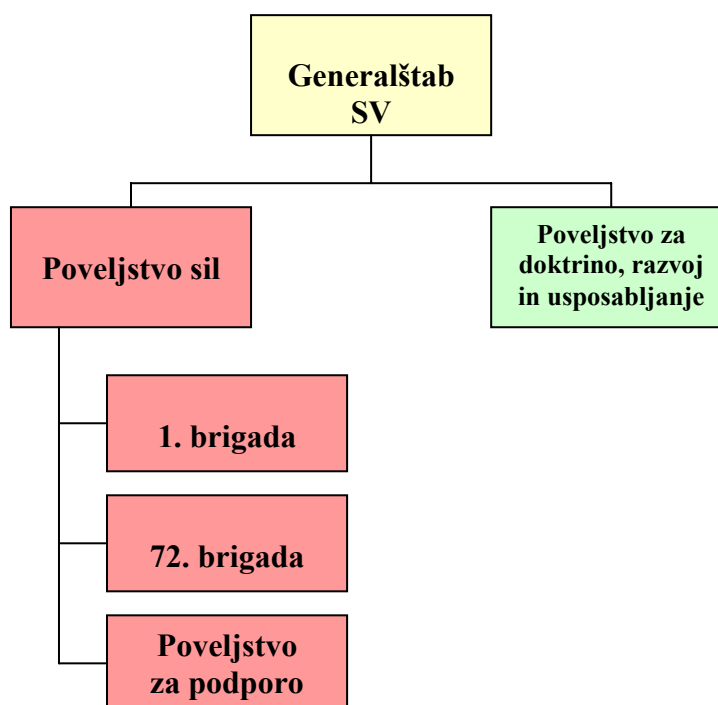 Generalštab
SV
Poveljstvo sil
Poveljstvo za
doktrino, razvoj
in usposabljanje
1. brigada
72. brigada
Poveljstvo
za podporo